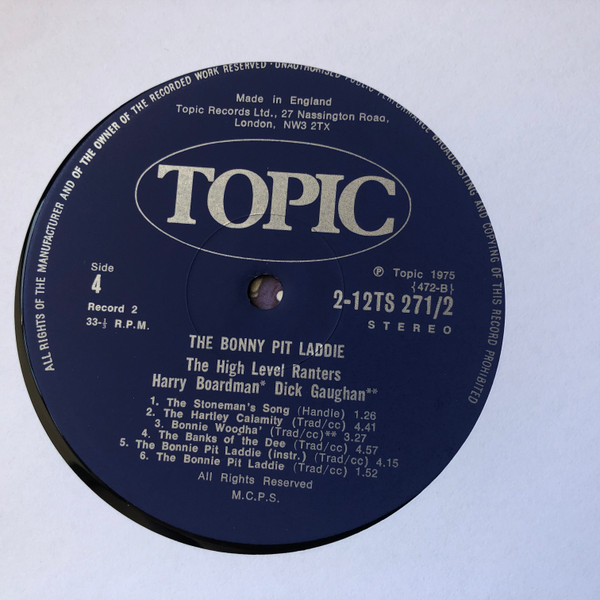 ALL RIGHTS OF THE MANUFACTURER AND OF THE OWNER OF THE RECORDED WORK RESERVED · UNAUTHORISED PUBLIC PERFORMANCE BROADCASTING AND COPYING OF THIS RECORD PROHIBITED
Made in England
Topic Records Ltd., 27 Nassington Road,
London, NW3 2TX
TOPIC
Side
4
Record 2
33-⅓ R.P.M.
℗ Topic 1975
{472-B}
2-12TS 271/2
STEREO
THE BONNY PIT LADDIE
The High Level Ranters
Harry Boardman* Dick Gaughan**
1. The Stoneman's Song (Handle) 1.26
2. The Hartley Calamity (Trad/cc) 4.41
3. Bonnie Woodha' (Trad/cc)** 3.27
4. The Banks of the Dee (Trad/cc) 4.57
5. The Bonnie Pit Laddie (instr.) (Trad/cc) 4.15
6. The Bonnie Pit Laddie (Trad/cc) 1.52
All Rights Reserved
M.C.P.S.